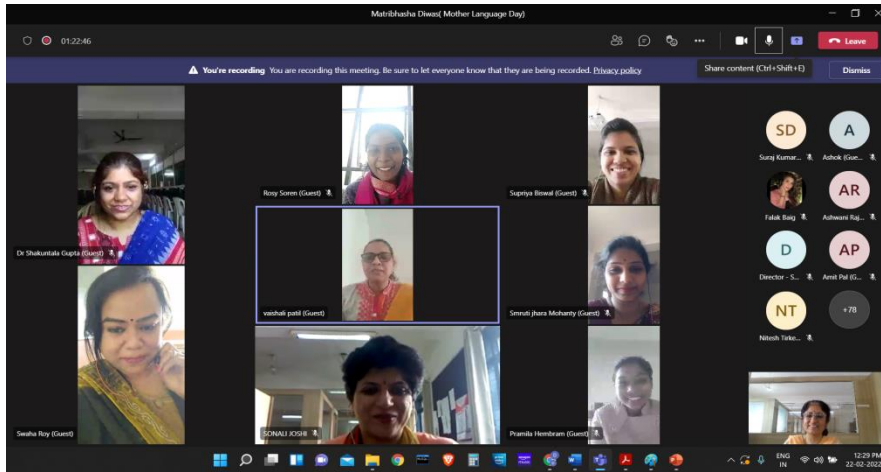 Matribhasha Diwas( Mother Language Day)
01:22:46
Leave
You're recording You are recording this meeting. Be sure to let everyone know that they are being recorded. Privacy policy
Share content (Ctrl+Shift+E)
Dismiss
Dr Shakuntala Gupta (Guest)
Rosy Soren (Guest)
Supriya Biswal (Guest)
vaishali patil (Guest)
Smruti jhara Mohanty (Guest)
Swaha Roy (Guest)
SONALI JOSHI
Pramila Hembram (Guest)
SD
A
Suraj Kumar...
Ashok (Gue...
AR
Falak Baig
Ashwani Raj...
D
AP
Director - S...
Amit Pal (G...
NT
+78
Nitesh Tirke...
ENG
IN
12:29 PM
22-02-2022